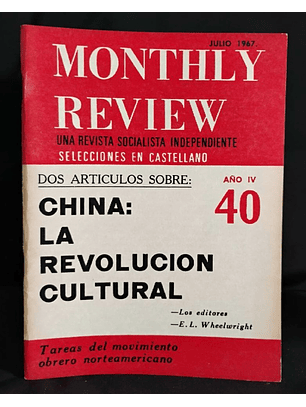 JULIO 1967.
MONTHLY
REVIEW
UNA REVISTA SOCIALISTA INDEPENDIENTE
SELECCIONES EN CASTELLANO
DOS ARTICULOS SOBRE:
AÑO IV
40
CHINA:
LA
REVOLUCION
CULTURAL
—Los editores
—E. L. Wheelwright
Tareas del movimiento
obrero norteamericano